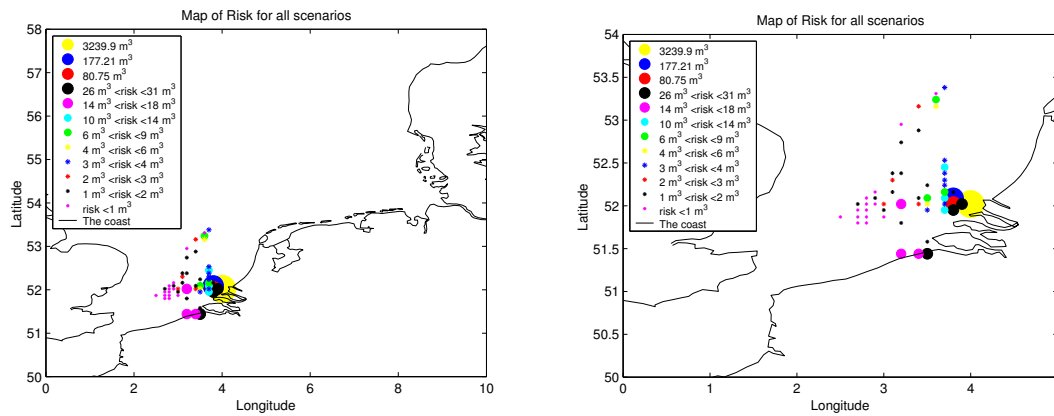 Map of Risk for all scenarios
58
57
56
55
54
53
52
51
50
Latitude
3239.9 m³
177.21 m³
80.75 m³
26 m³ <risk <31 m³
14 m³ <risk <18 m³
10 m³ <risk <14 m³
6 m³ <risk <9 m³
4 m³ <risk <6 m³
3 m³ <risk <4 m³
2 m³ <risk <3 m³
1 m³ <risk <2 m³
risk <1 m³
The coast
0 2 4 6 8 10
Longitude
Map of Risk for all scenarios
54
53.5
53
52.5
52
51.5
51
50.5
50
Latitude
3239.9 m³
177.21 m³
80.75 m³
26 m³ <risk <31 m³
14 m³ <risk <18 m³
10 m³ <risk <14 m³
6 m³ <risk <9 m³
4 m³ <risk <6 m³
3 m³ <risk <4 m³
2 m³ <risk <3 m³
1 m³ <risk <2 m³
risk <1 m³
The coast
0 1 2 3 4
Longitude